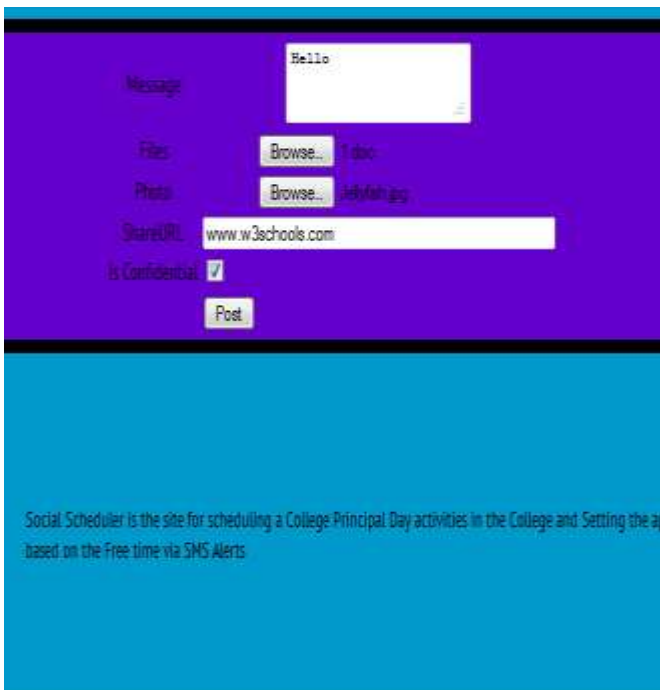 Message
Hello
Files
Browse... 1.doc
Photo
Browse... Jellyfish.jpg
ShareURL www.w3schools.com
Is Confidential
Post
Social Scheduler is the site for scheduling a College Principal Day activities in the College and Setting the
based on the Free time via SMS Alerts